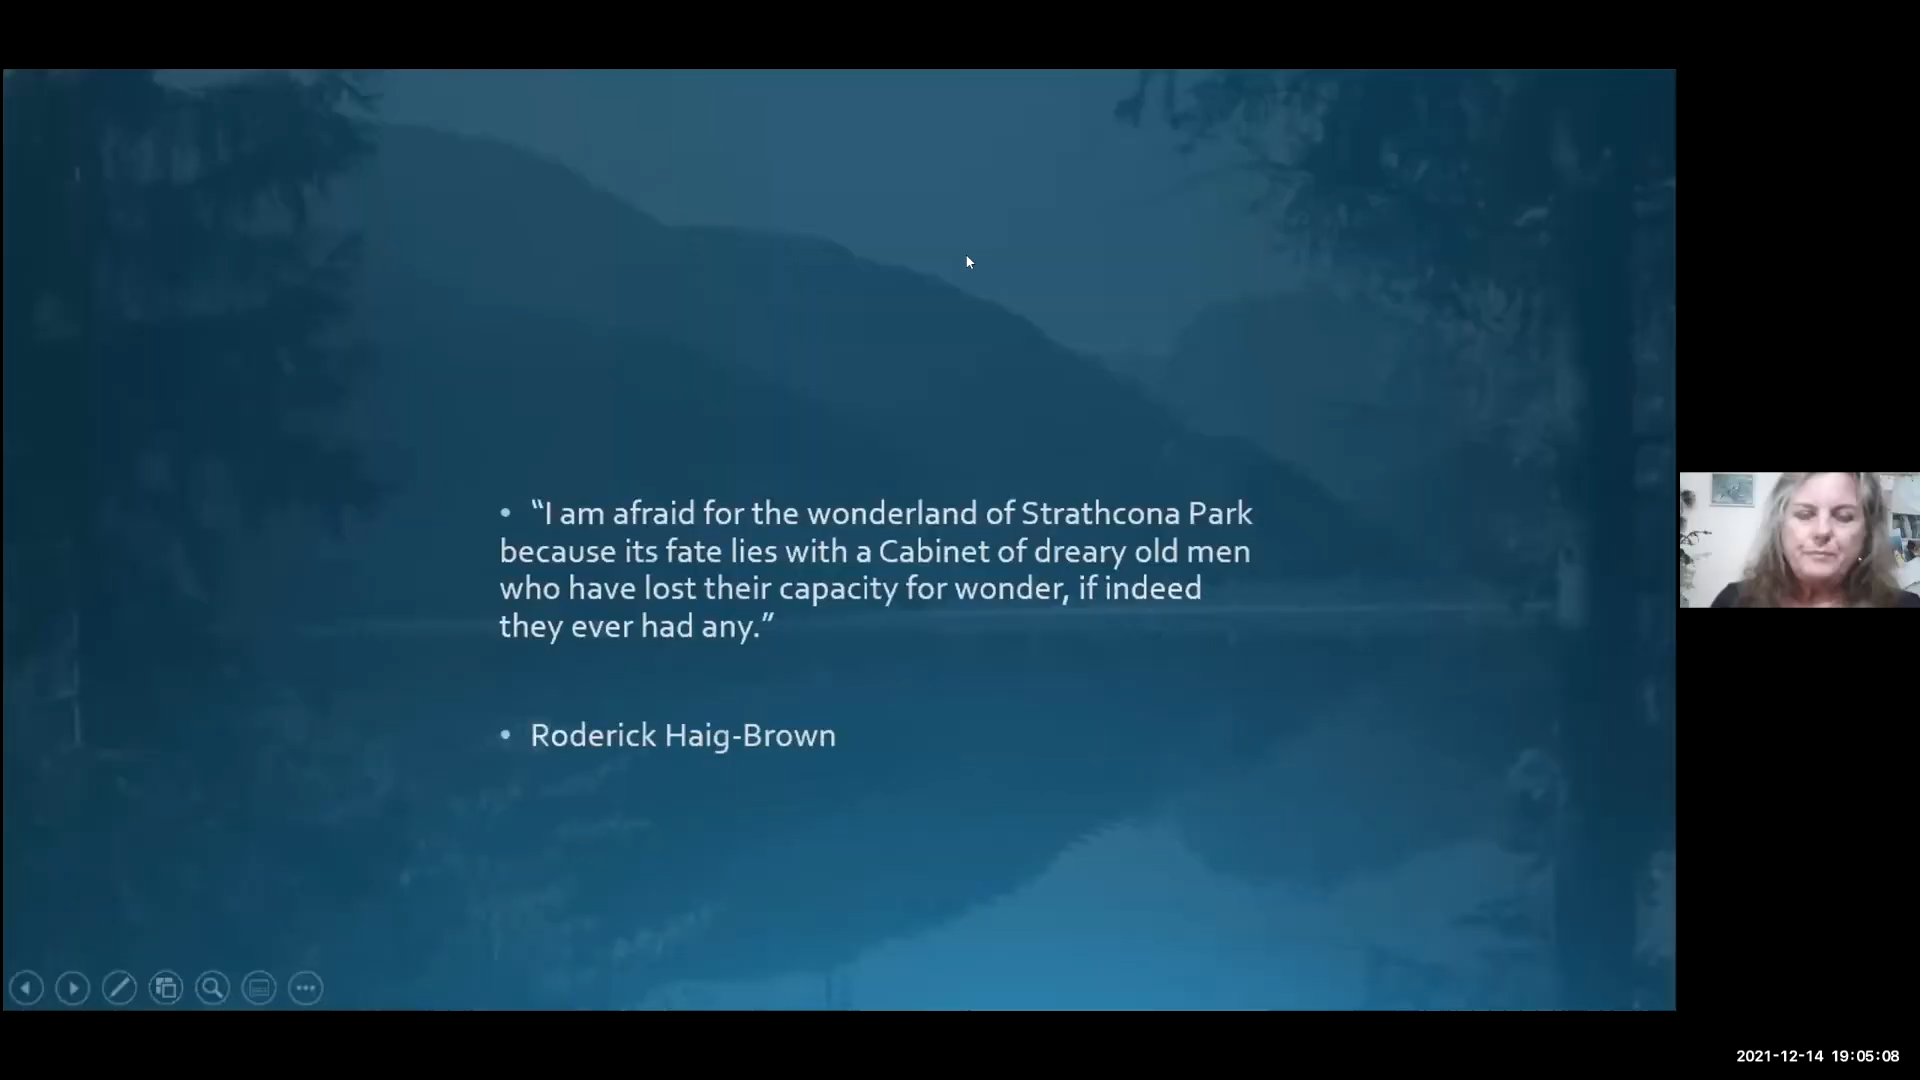 • “I am afraid for the wonderland of Strathcona Park
because its fate lies with a Cabinet of dreary old men
who have lost their capacity for wonder, if indeed
they ever had any.”
• Roderick Haig-Brown
2021-12-14 19:05:08